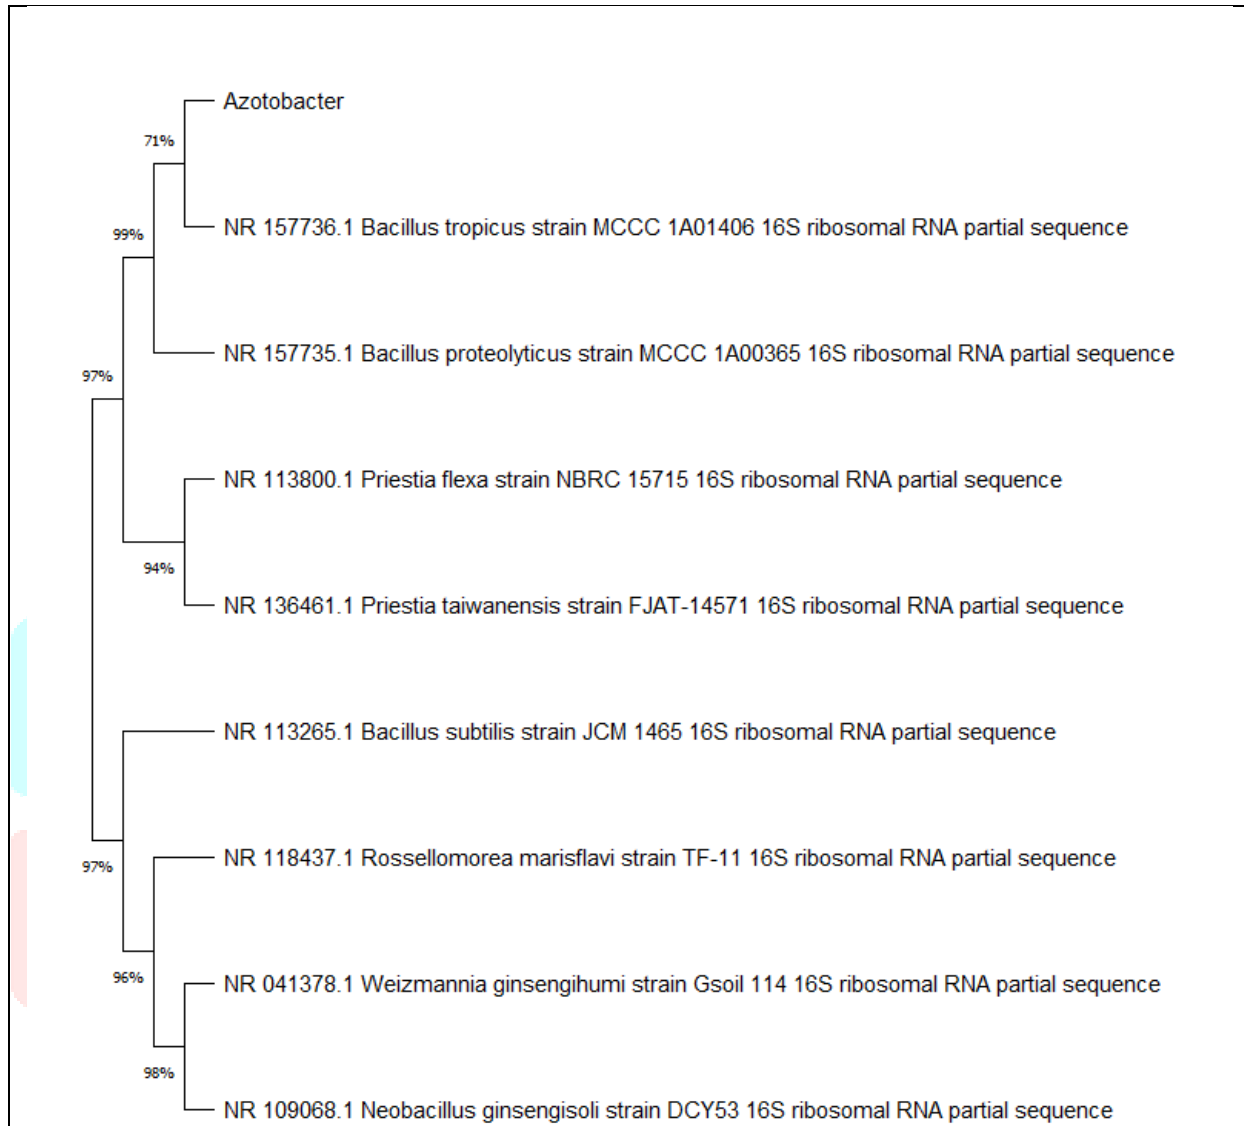 Azotobacter
71%
NR 157736.1 Bacillus tropicus strain MCCC 1A01406 16S ribosomal RNA partial sequence
99%
NR 157735.1 Bacillus proteolyticus strain MCCC 1A00365 16S ribosomal RNA partial sequence
97%
NR 113800.1 Priestia flexa strain NBRC 15715 16S ribosomal RNA partial sequence
94%
NR 136461.1 Priestia taiwanensis strain FJAT-14571 16S ribosomal RNA partial sequence
NR 113265.1 Bacillus subtilis strain JCM 1465 16S ribosomal RNA partial sequence
NR 118437.1 Rossellomorea marisflavi strain TF-11 16S ribosomal RNA partial sequence
97%
96%
NR 041378.1 Weizmannia ginsengihumi strain Gsoil 114 16S ribosomal RNA partial sequence
98%
NR 109068.1 Neobacillus ginsengisoli strain DCY53 16S ribosomal RNA partial sequence